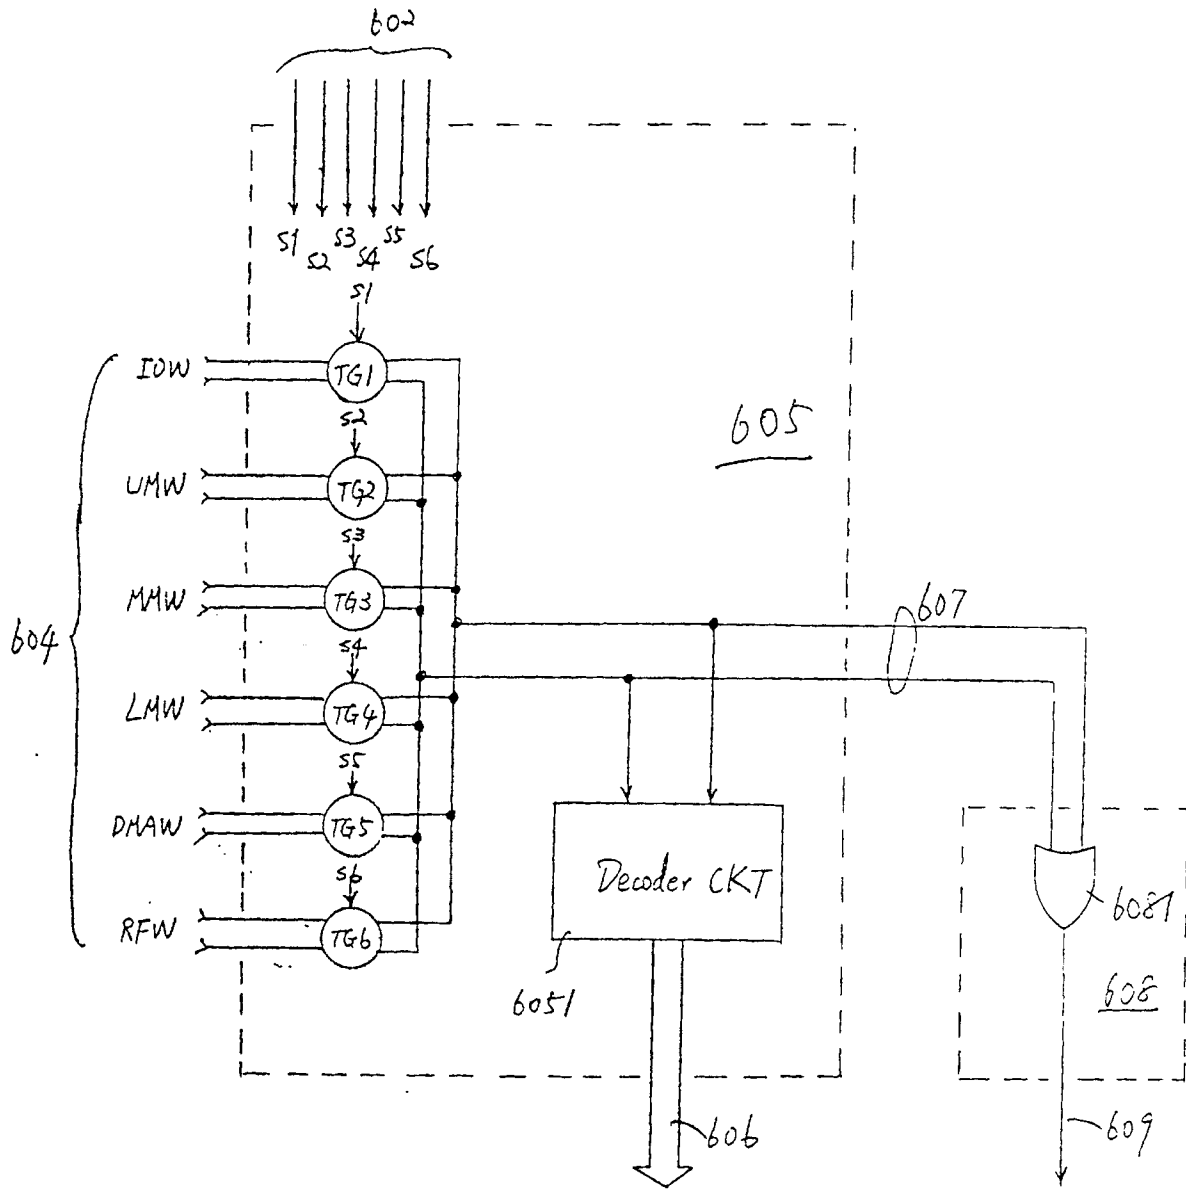 602
S1 S2 S3 S4 S5 S6
S1
IOW TG1
S2
605
UMW TG2
S3
MMW TG3
607
604
S4
LMW TG4
S5
DMAW TG5
Decoder CKT
S6
6081
RFW TG6
608
6051
606
609